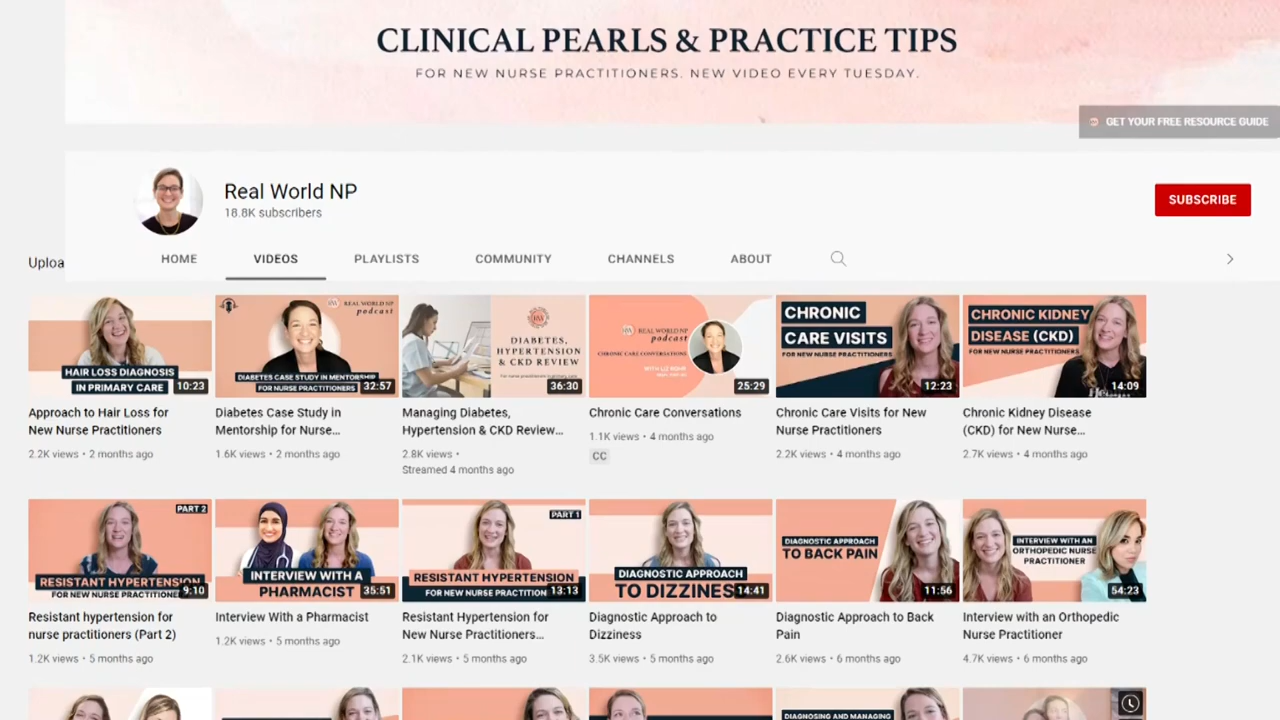 CLINICAL PEARLS & PRACTICE TIPS
FOR NEW NURSE PRACTITIONERS. NEW VIDEO EVERY TUESDAY.
GET YOUR FREE RESOURCE GUIDE
Real World NP
18.8K subscribers
SUBSCRIBE
Uploa
HOME VIDEOS PLAYLISTS COMMUNITY CHANNELS ABOUT
HAIR LOSS DIAGNOSIS
IN PRIMARY CARE
10:23
REAL WORLD NP
podcast
DIABETES CASE STUDY IN MENTORSHIP
FOR NURSE PRACTITIONERS
32:57
DIABETES,
HYPERTENSION
& CKD REVIEW
For nurse practitioners in primary care
36:30
REAL WORLD NP
podcast
CHRONIC CARE CONVERSATIONS
WITH LIZ ROHR
25:29
CHRONIC
CARE VISITS
FOR NEW NURSE PRACTITIONERS
12:23
CHRONIC KIDNEY
DISEASE (CKD)
FOR NEW NURSE PRACTITIONERS
14:09
Approach to Hair Loss for
New Nurse Practitioners
2.2K views • 2 months ago
Diabetes Case Study in
Mentorship for Nurse...
1.6K views • 2 months ago
Managing Diabetes,
Hypertension & CKD Review...
2.8K views •
Streamed 4 months ago
Chronic Care Conversations
1.1K views • 4 months ago
CC
Chronic Care Visits for New
Nurse Practitioners
2.2K views • 4 months ago
Chronic Kidney Disease
(CKD) for New Nurse...
2.7K views • 4 months ago
PART 2
RESISTANT HYPERTENSION
FOR NEW NURSE PRACTITIONE
9:10
INTERVIEW WITH A
PHARMACIST
35:51
PART 1
RESISTANT HYPERTENSION
FOR NEW NURSE PRACTITION
13:13
DIAGNOSTIC APPROACH
TO DIZZINES
14:41
DIAGNOSTIC APPROACH
TO BACK PAIN
11:56
INTERVIEW WITH AN
ORTHOPEDIC NURSE
PRACTITIONER
54:23
Resistant hypertension for
nurse practitioners (Part 2)
1.2K views • 5 months ago
Interview With a Pharmacist
1.2K views • 5 months ago
Resistant Hypertension for
New Nurse Practitioners...
2.1K views • 5 months ago
Diagnostic Approach to
Dizziness
3.5K views • 5 months ago
Diagnostic Approach to Back
Pain
2.6K views • 6 months ago
Interview with an Orthopedic
Nurse Practitioner
4.7K views • 6 months ago
DIAGNOSING AND MANAGING